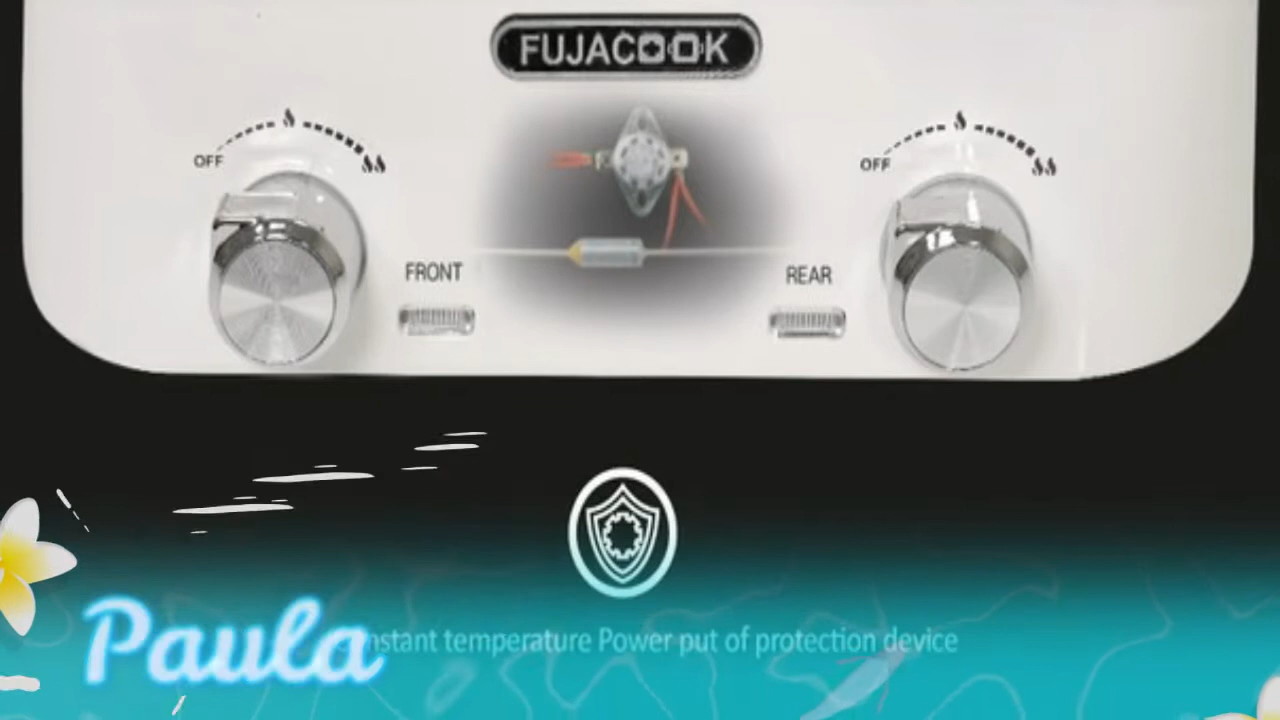 FUJACOOK
OFF
OFF
FRONT
REAR
Paula
nstant temperature Power put of protection device